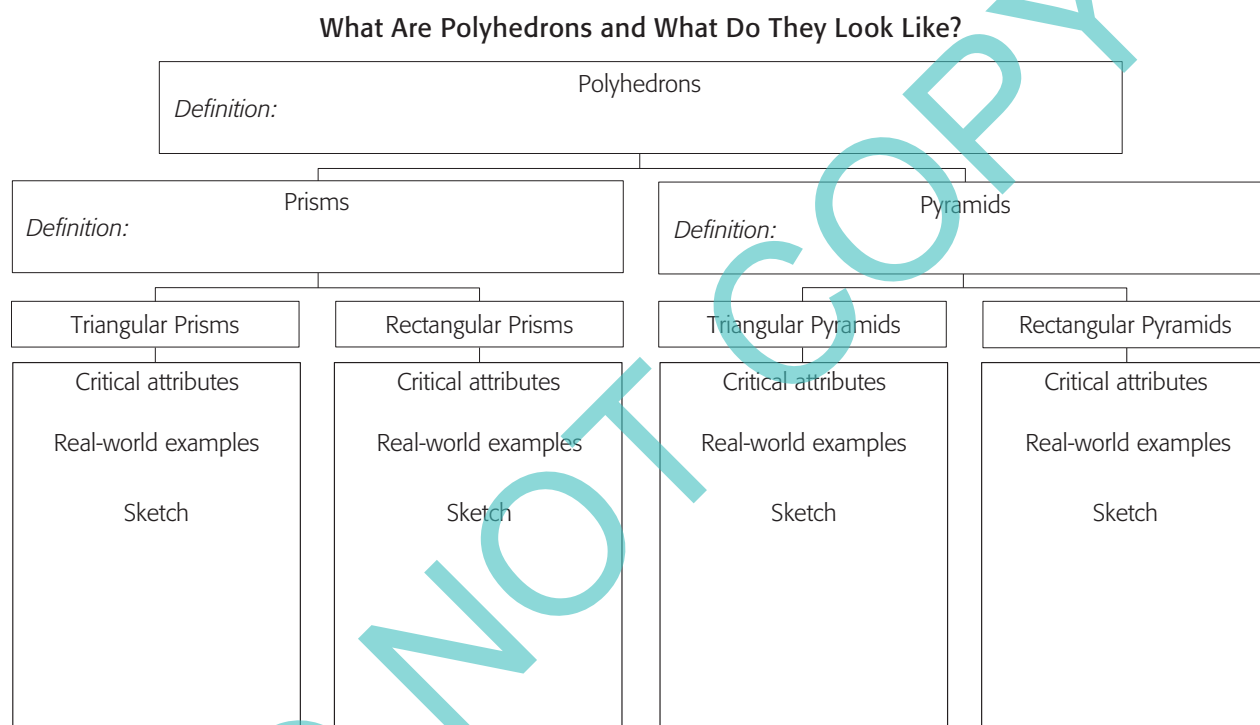 What Are Polyhedrons and What Do They Look Like?
Polyhedrons
Definition:
Prisms
Definition:
Pyramids
Definition:
Triangular Prisms
Rectangular Prisms
Triangular Pyramids
Rectangular Pyramids
Critical attributes
Real-world examples
Sketch
Critical attributes
Real-world examples
Sketch
Critical attributes
Real-world examples
Sketch
Critical attributes
Real-world examples
Sketch
NOT COPY